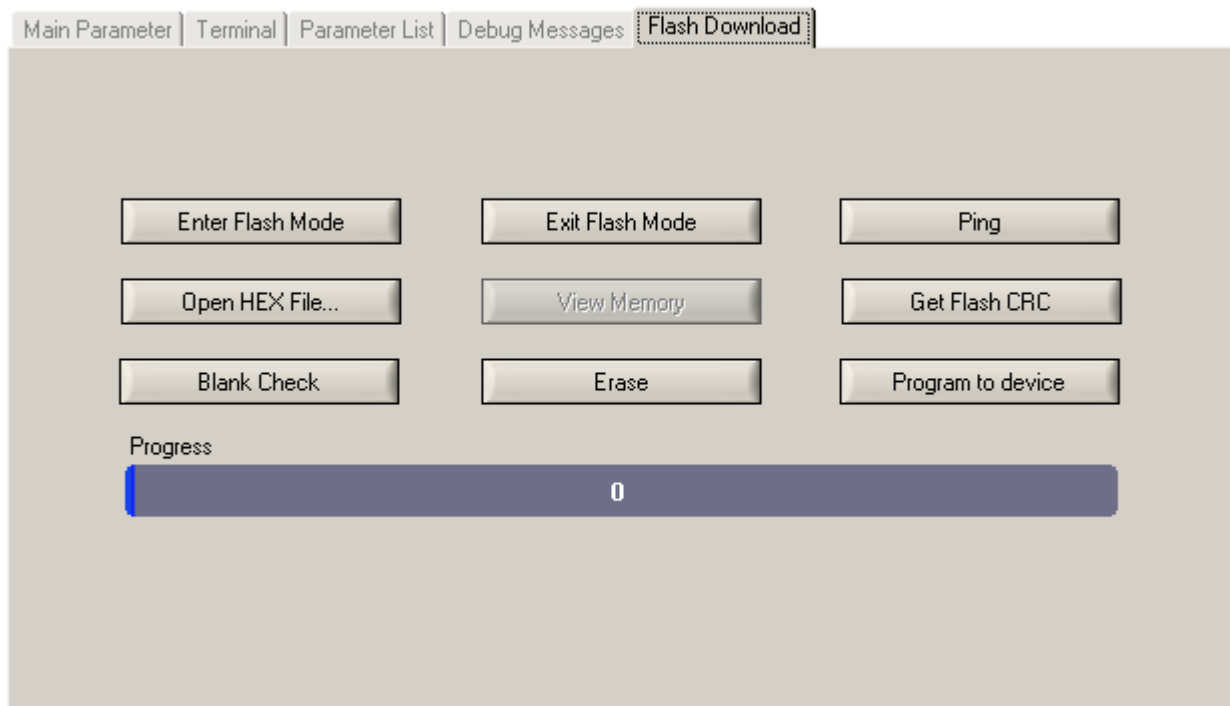 Main Parameter Terminal Parameter List Debug Messages Flash Download
Enter Flash Mode Exit Flash Mode Ping
Open HEX File... View Memory Get Flash CRC
Blank Check Erase Program to device
Progress
0